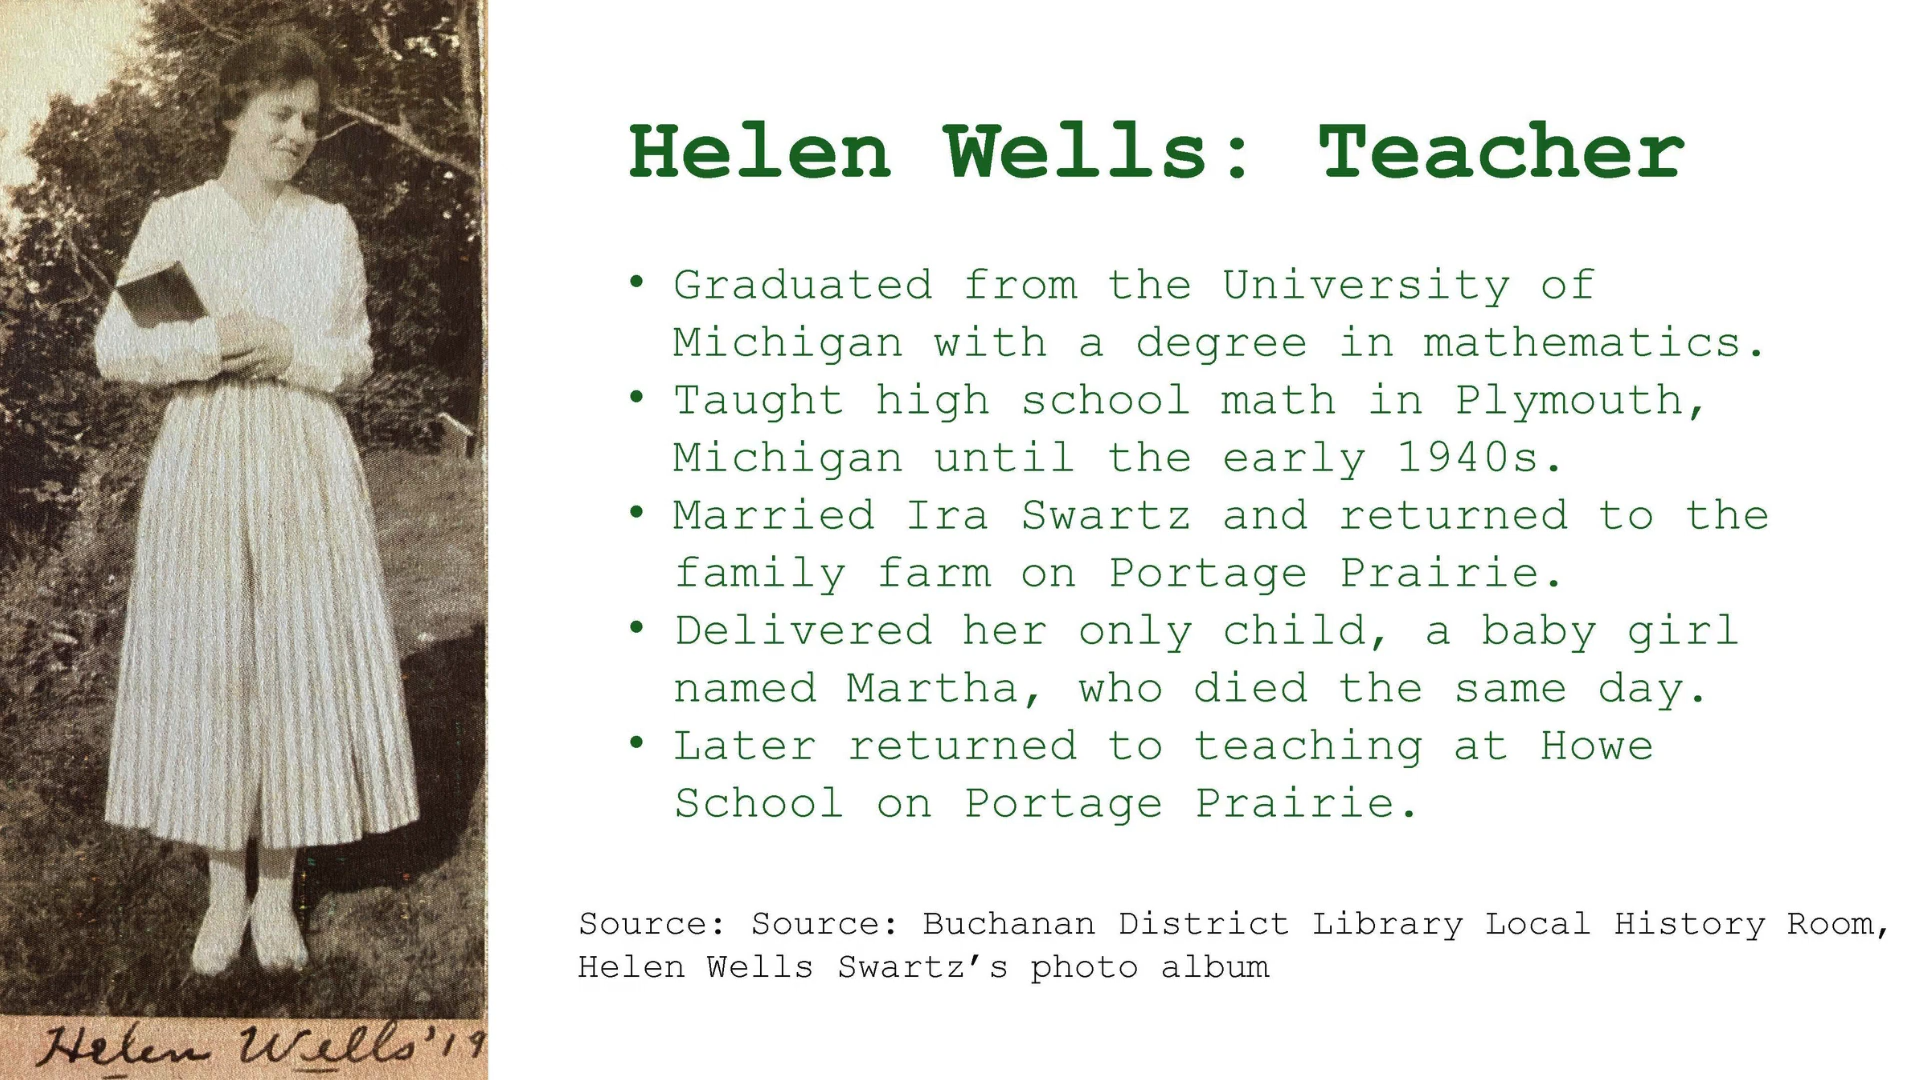 Helen Wells: Teacher
• Graduated from the University of
Michigan with a degree in mathematics.
• Taught high school math in Plymouth,
Michigan until the early 1940s.
• Married Ira Swartz and returned to the
family farm on Portage Prairie.
• Delivered her only child, a baby girl
named Martha, who died the same day.
• Later returned to teaching at Howe
School on Portage Prairie.
Source: Source: Buchanan District Library Local History Room,
Helen Wells Swartz’s photo album
Helen Wells '19